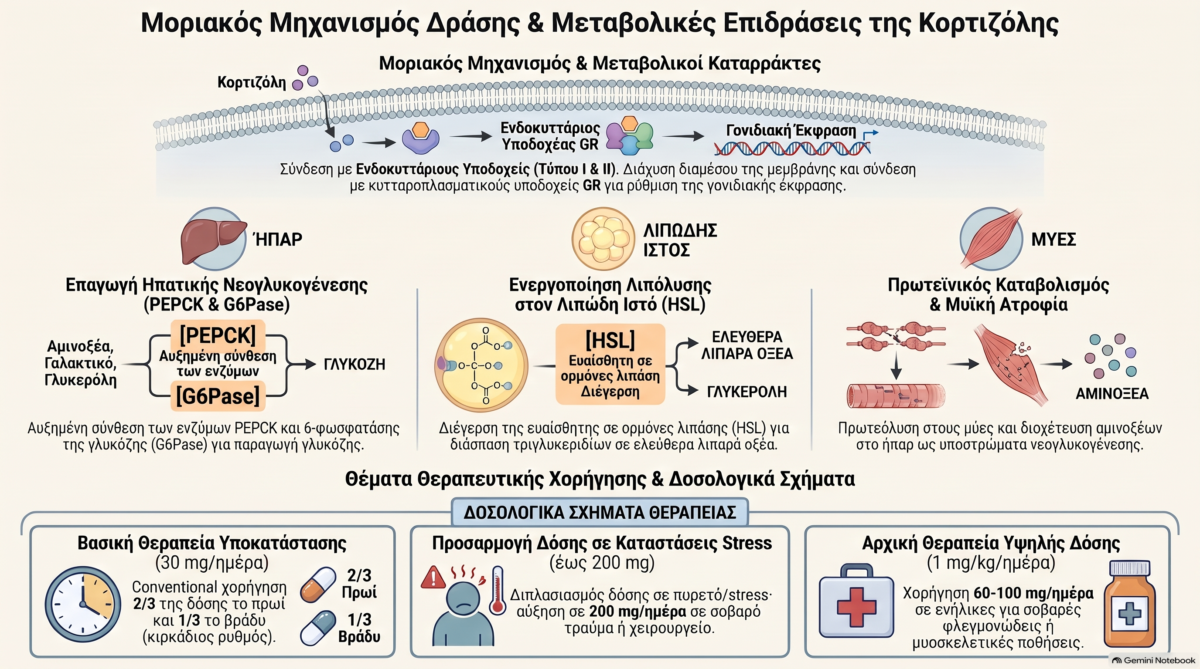 Μοριακός Μηχανισμός Δράσης & Μεταβολικές Επιδράσεις της Κορτιζόλης
Μοριακός Μηχανισμός & Μεταβολικοί Καταρράκτες
Κορτιζόλη
Ενδοκυττάριος
Υποδοχέας GR
Γονιδιακή Έκφραση
Σύνδεση με Ενδοκυττάριους Υποδοχείς (Τύπου I & II). Διάχυση διαμέσου της μεμβράνης και σύνδεση
με κυτταροπλασματικούς υποδοχείς GR για ρύθμιση της γονιδιακής έκφρασης.
ΉΠΑΡ
Επαγωγή Ηπατικής Νεογλυκογένεσης
(PEPCK & G6Pase)
Αμινοξέα,
Γαλακτικό,
Γλυκερόλη
[PEPCK]
Αυξημένη σύνθεση
των ενζύμων
[G6Pase]
ΓΛΥΚΟΖΗ
Αυξημένη σύνθεση των ενζύμων PEPCK και 6-φωσφατάσης
της γλυκόζης (G6Pase) για παραγωγή γλυκόζης.
ΛΙΠΩΔΗΣ
ΙΣΤΟΣ
Ενεργοποίηση Λιπόλυσης
στον Λιπώδη Ιστό (HSL)
[HSL]
Ευαίσθητη σε
ορμόνες λιπάση
Διέγερση
ΕΛΕΥΘΕΡΑ
ΛΙΠΑΡΑ ΟΞΕΑ
ΓΛΥΚΕΡΟΛΗ
Διέγερση της ευαίσθητης σε ορμόνες λιπάσης (HSL) για
διάσπαση τριγλυκεριδίων σε ελεύθερα λιπαρά οξέα.
ΜΥΕΣ
Πρωτεϊνικός Καταβολισμός
& Μυϊκή Ατροφία
ΑΜΙΝΟΞΕΑ
Πρωτεόλυση στους μύες και διοχέτευση αμινοξέων
στο ήπαρ ως υποστρώματα νεογλυκογένεσης.
Θέματα Θεραπευτικής Χορήγησης & Δοσολογικά Σχήματα
ΔΟΣΟΛΟΓΙΚΑ ΣΧΗΜΑΤΑ ΘΕΡΑΠΕΙΑΣ
Βασική Θεραπεία Υποκατάστασης
(30 mg/ημέρα)
Conventional χορήγηση
2/3 της δόσης το πρωί
και 1/3 το βράδυ
(κιρκάδιος ρυθμός).
2/3
Πρωί
1/3
Βράδυ
Προσαρμογή Δόσης σε Καταστάσεις Stress
(έως 200 mg)
Διπλασιασμός δόσης σε πυρετό/stress·
αύξηση σε 200 mg/ημέρα σε σοβαρό
τραύμα ή χειρουργείο.
Αρχική Θεραπεία Υψηλής Δόσης
(1 mg/kg/ημέρα)
Χορήγηση 60-100 mg/ημέρα
σε ενήλικες για σοβαρές
φλεγμονώδεις ή
μυοσκελετικές ποθήσεις.
Gemini Notebook